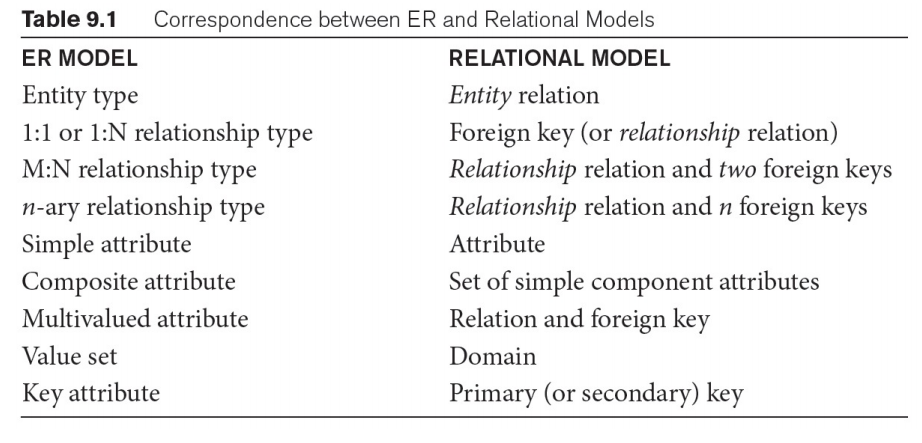 Table 9.1 Correspondence between ER and Relational Models
ER MODEL RELATIONAL MODEL
Entity type Entity relation
1:1 or 1:N relationship type Foreign key (or relationship relation)
M:N relationship type Relationship relation and two foreign keys
n-ary relationship type Relationship relation and n foreign keys
Simple attribute Attribute
Composite attribute Set of simple component attributes
Multivalued attribute Relation and foreign key
Value set Domain
Key attribute Primary (or secondary) key